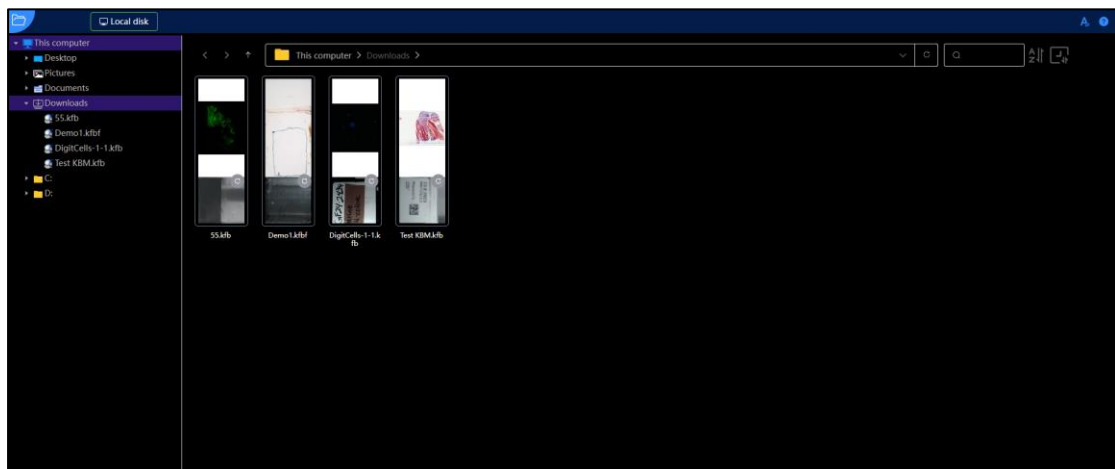 Local disk
This computer
Desktop
Pictures
Documents
Downloads
55.kfb
Demo1.kfbf
DigitCells-1-1.kfb
Test KBM.kfb
C:
D:
This computer > Downloads >
55.kfb
Demo1.kfbf
DigitCells-1-1.k
fb
Test KBM.kfb